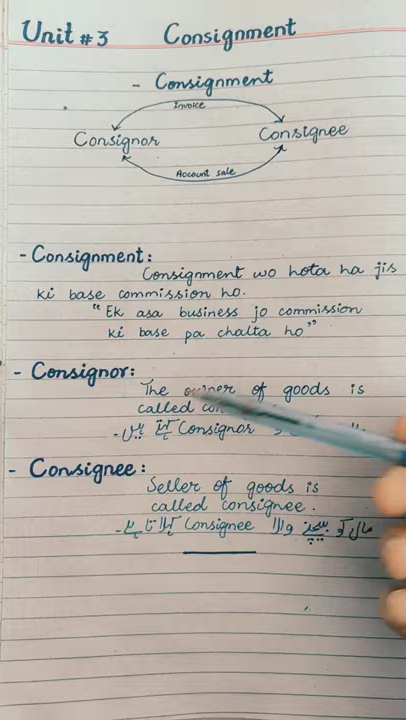 Unit # 3 Consignment
- Consignment
Invoice
Consignor Consignee
Account sale
- Consignment:
Consignment wo hota ha jis
ki base commission ho.
"Ek asa business jo commission
ki base pa chalta ho"
- Consignor:
The owner of goods is
called
Consignor کہتے ہیں۔
- Consignee:
Seller of goods is
called consignee.
مال کو بیچنے والا Consignee کہلاتا ہے۔